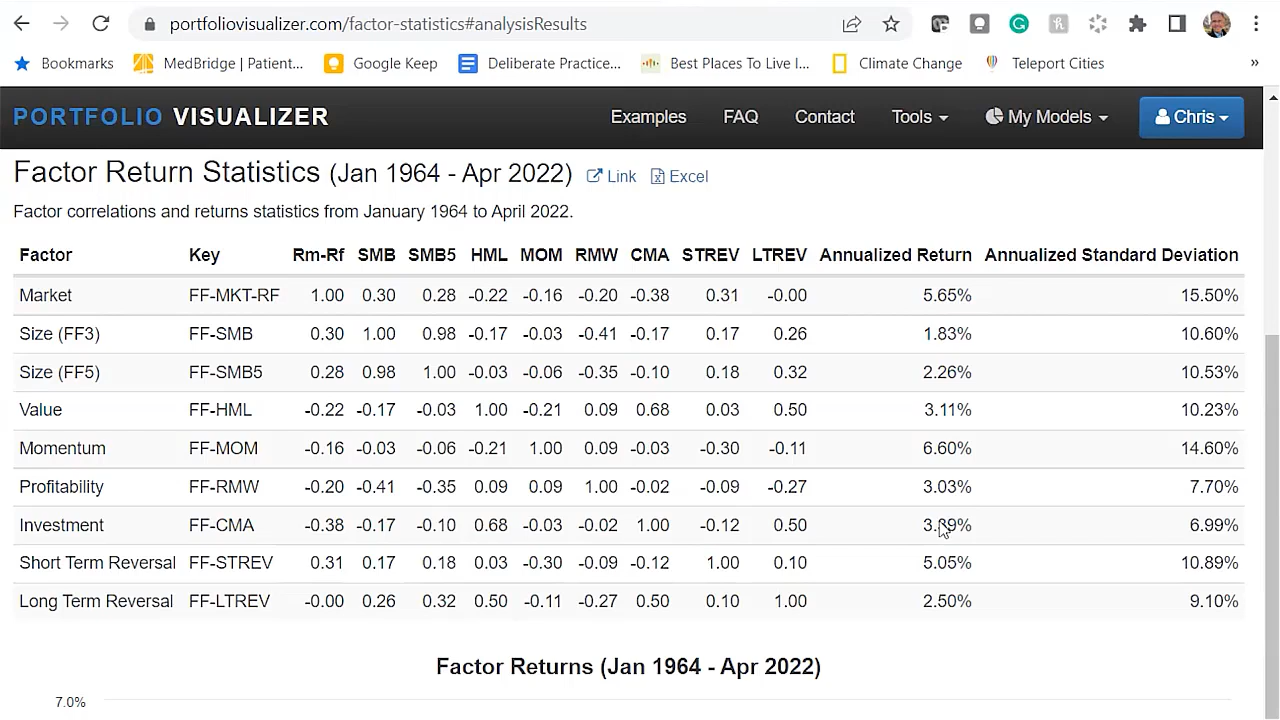 portfoliovisualizer.com/factor-statistics#analysisResults
Bookmarks MedBridge | Patient... Google Keep Deliberate Practice... Best Places To Live I... Climate Change Teleport Cities »
PORTFOLIO VISUALIZER Examples FAQ Contact Tools My Models Chris
Factor Return Statistics (Jan 1964 - Apr 2022) Link Excel
Factor correlations and returns statistics from January 1964 to April 2022.
Factor Key Rm-Rf SMB SMB5 HML MOM RMW CMA STREV LTREV Annualized Return Annualized Standard Deviation
Market FF-MKT-RF 1.00 0.30 0.28 -0.22 -0.16 -0.20 -0.38 0.31 -0.00 5.65% 15.50%
Size (FF3) FF-SMB 0.30 1.00 0.98 -0.17 -0.03 -0.41 -0.17 0.17 0.26 1.83% 10.60%
Size (FF5) FF-SMB5 0.28 0.98 1.00 -0.03 -0.06 -0.35 -0.10 0.18 0.32 2.26% 10.53%
Value FF-HML -0.22 -0.17 -0.03 1.00 -0.21 0.09 0.68 0.03 0.50 3.11% 10.23%
Momentum FF-MOM -0.16 -0.03 -0.06 -0.21 1.00 0.09 -0.03 -0.30 -0.11 6.60% 14.60%
Profitability FF-RMW -0.20 -0.41 -0.35 0.09 0.09 1.00 -0.02 -0.09 -0.27 3.03% 7.70%
Investment FF-CMA -0.38 -0.17 -0.10 0.68 -0.03 -0.02 1.00 -0.12 0.50 6.99%
Short Term Reversal FF-STREV 0.31 0.17 0.18 0.03 -0.30 -0.09 -0.12 1.00 0.10 5.05% 10.89%
Long Term Reversal FF-LTREV -0.00 0.26 0.32 0.50 -0.11 -0.27 0.50 0.10 1.00 2.50% 9.10%
Factor Returns (Jan 1964 - Apr 2022)
7.0%